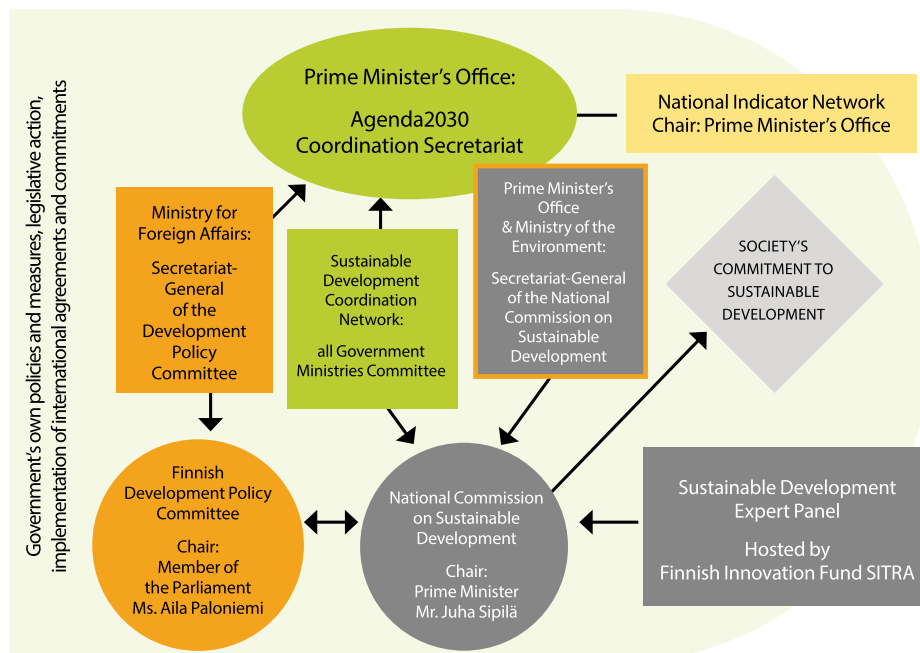 Government’s own policies and measures, legislative action,
implementation of international agreements and commitments
Prime Minister’s Office:
Agenda2030
Coordination Secretariat
National Indicator Network
Chair: Prime Minister’s Office
Ministry for
Foreign Affairs:
Secretariat-
General
of the
Development
Policy
Committee
Sustainable
Development
Coordination
Network:
all Government
Ministries Committee
Prime Minister’s
Office
& Ministry of the
Environment:
Secretariat-General
of the National
Commission on
Sustainable
Development
SOCIETY’S
COMMITMENT TO
SUSTAINABLE
DEVELOPMENT
Finnish
Development Policy
Committee
Chair:
Member of
the Parliament
Ms. Aila Paloniemi
National Commission
on Sustainable
Development
Chair:
Prime Minister
Mr. Juha Sipilä
Sustainable Development
Expert Panel
Hosted by
Finnish Innovation Fund SITRA